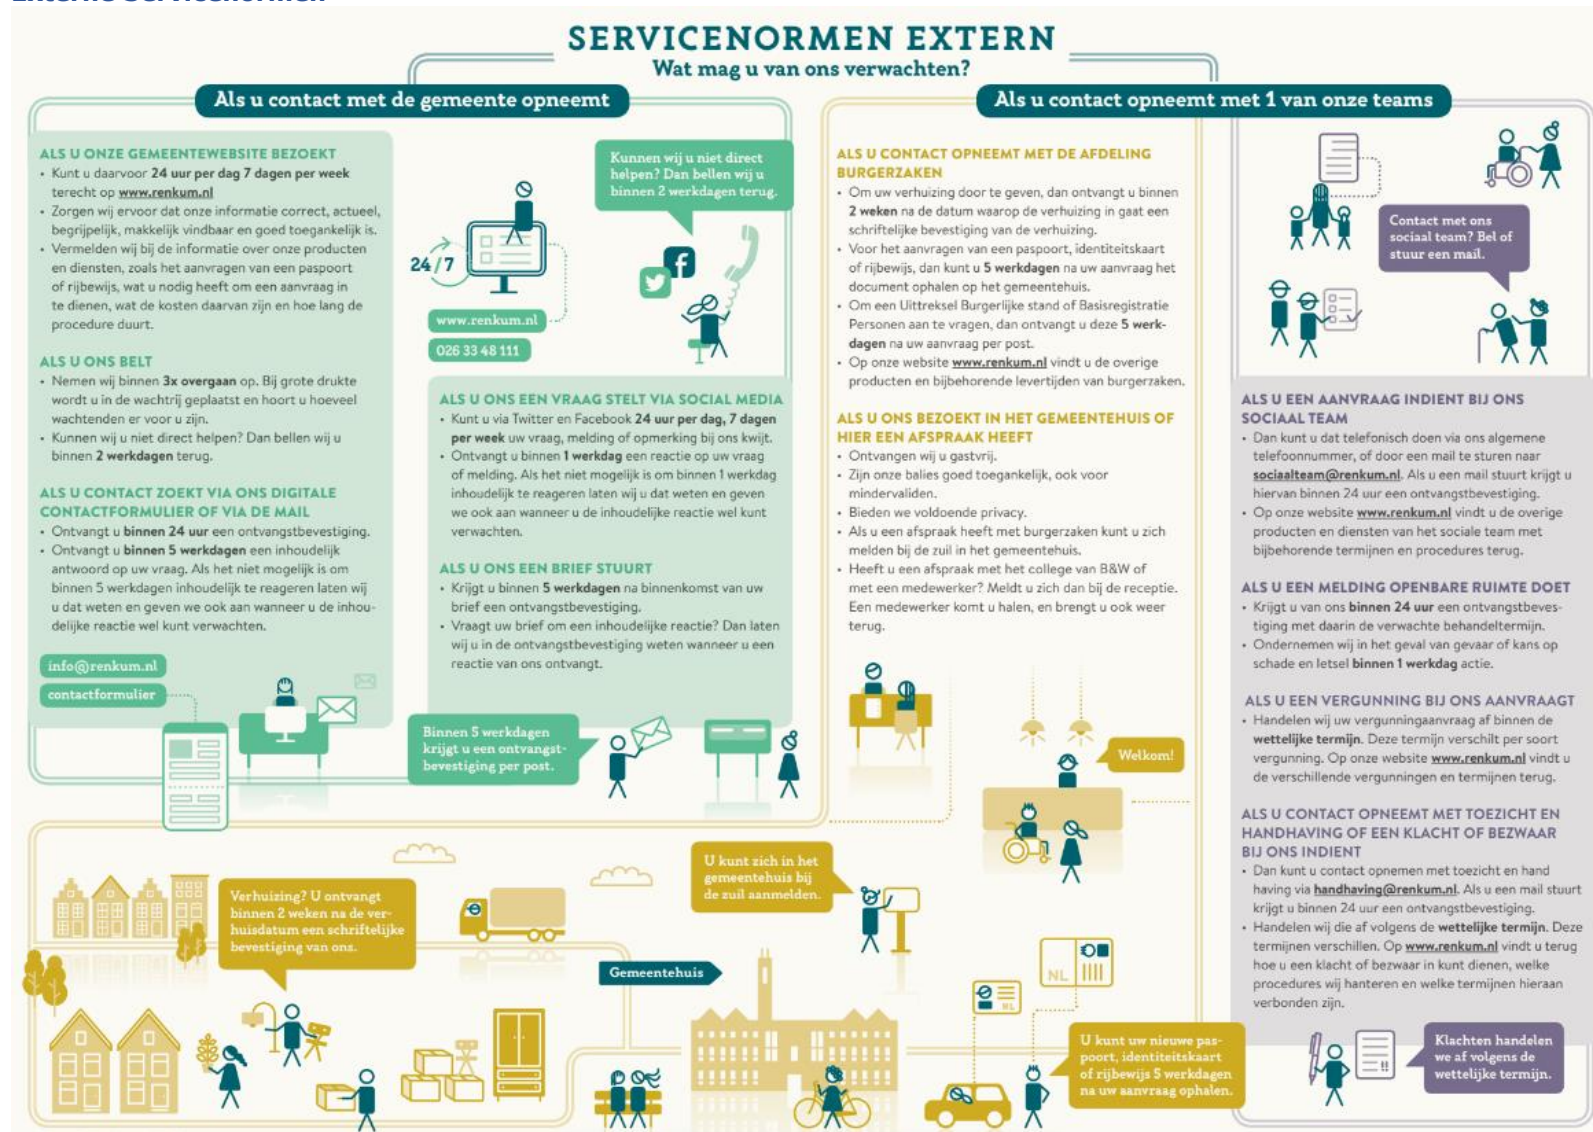 SERVICENORMEN EXTERN
Wat mag u van ons verwachten?
Als u contact met de gemeente opneemt
ALS U ONZE GEMEENTEWEBSITE BEZOEKT
• Kunt u daarvoor 24 uur per dag 7 dagen per week
terecht op www.renkum.nl
• Zorgen wij ervoor dat onze informatie correct, actueel,
begrijpelijk, makkelijk vindbaar en goed toegankelijk is.
• Vermelden wij bij de informatie over onze producten
en diensten, zoals het aanvragen van een paspoort
of rijbewijs, wat u nodig heeft om een aanvraag in
te dienen, wat de kosten daarvan zijn en hoe lang de
procedure duurt.
ALS U ONS BELT
• Nemen wij binnen 3x overgaan op. Bij grote drukte
wordt u in de wachtrij geplaatst en hoort u hoeveel
wachtenden er voor u zijn.
• Kunnen wij u niet direct helpen? Dan bellen wij u
binnen 2 werkdagen terug.
ALS U CONTACT ZOEKT VIA ONS DIGITALE
CONTACTFORMULIER OF VIA DE MAIL
• Ontvangt u binnen 24 uur een ontvangstbevestiging.
• Ontvangt u binnen 5 werkdagen een inhoudelijk
antwoord op uw vraag. Als het niet mogelijk is om
binnen 5 werkdagen inhoudelijk te reageren laten wij
u dat weten en geven we ook aan wanneer u de inhou-
delijke reactie wel kunt verwachten.
info@renkum.nl
contactformulier
24/7
www.renkum.nl
026 33 48 111
Kunnen wij u niet direct
helpen? Dan bellen wij u
binnen 2 werkdagen terug.
ALS U ONS EEN VRAAG STELT VIA SOCIAL MEDIA
• Kunt u via Twitter en Facebook 24 uur per dag, 7 dagen
per week uw vraag, melding of opmerking bij ons kwijt.
• Ontvangt u binnen 1 werkdag een reactie op uw vraag
of melding. Als het niet mogelijk is om binnen 1 werkdag
inhoudelijk te reageren laten wij u dat weten en geven
we ook aan wanneer u de inhoudelijke reactie wel kunt
verwachten.
ALS U ONS EEN BRIEF STUURT
• Krijgt u binnen 5 werkdagen na binnenkomst van uw
brief een ontvangstbevestiging.
• Vraagt uw brief om een inhoudelijke reactie? Dan laten
wij u in de ontvangstbevestiging weten wanneer u een
reactie van ons ontvangt.
Binnen 5 werkdagen
krijgt u een ontvangst-
bevestiging per post.
Als u contact opneemt met 1 van onze teams
ALS U CONTACT OPNEEMT MET DE AFDELING
BURGERZAKEN
• Om uw verhuizing door te geven, dan ontvangt u binnen
2 weken na de datum waarop de verhuizing in gaat een
schriftelijke bevestiging van de verhuizing.
• Voor het aanvragen van een paspoort, identiteitskaart
of rijbewijs, dan kunt u 5 werkdagen na uw aanvraag het
document ophalen op het gemeentehuis.
• Om een Uittreksel Burgerlijke stand of Basisregistratie
Personen aan te vragen, dan ontvangt u deze 5 werk-
dagen na uw aanvraag per post.
• Op onze website www.renkum.nl vindt u de overige
producten en bijbehorende levertijden van burgerzaken.
ALS U ONS BEZOEKT IN HET GEMEENTEHUIS OF
HIER EEN AFSPRAAK HEEFT
• Ontvangen wij u gastvrij.
• Zijn onze balies goed toegankelijk, ook voor
mindervaliden.
• Bieden we voldoende privacy.
• Als u een afspraak heeft met burgerzaken kunt u zich
melden bij de zuil in het gemeentehuis.
• Heeft u een afspraak met het college van B&W of
met een medewerker? Meldt u zich dan bij de receptie.
Een medewerker komt u halen, en brengt u ook weer
terug.
Welkom!
Contact met ons
sociaal team? Bel of
stuur een mail.
ALS U EEN AANVRAAG INDIENT BIJ ONS
SOCIAAL TEAM
• Dan kunt u dat telefonisch doen via ons algemene
telefoonnummer, of door een mail te sturen naar
sociaalteam@renkum.nl. Als u een mail stuurt krijgt u
hiervan binnen 24 uur een ontvangstbevestiging.
• Op onze website www.renkum.nl vindt u de overige
producten en diensten van het sociale team met
bijbehorende termijnen en procedures terug.
ALS U EEN MELDING OPENBARE RUIMTE DOET
• Krijgt u van ons binnen 24 uur een ontvangstbeves-
tiging met daarin de verwachte behandeltermijn.
• Ondernemen wij in het geval van gevaar of kans op
schade en letsel binnen 1 werkdag actie.
ALS U EEN VERGUNNING BIJ ONS AANVRAAGT
• Handelen wij uw vergunningaanvraag af binnen de
wettelijke termijn. Deze termijn verschilt per soort
vergunning. Op onze website www.renkum.nl vindt u
de verschillende vergunningen en termijnen terug.
ALS U CONTACT OPNEEMT MET TOEZICHT EN
HANDHAVING OF EEN KLACHT OF BEZWAAR
BIJ ONS INDIENT
• Dan kunt u contact opnemen met toezicht en hand
having via handhaving@renkum.nl. Als u een mail stuurt
krijgt u binnen 24 uur een ontvangstbevestiging.
• Handelen wij die af volgens de wettelijke termijn. Deze
termijnen verschillen. Op www.renkum.nl vindt u terug
hoe u een klacht of bezwaar in kunt dienen, welke
procedures wij hanteren en welke termijnen hieraan
verbonden zijn.
Klachten handelen
we af volgens de
wettelijke termijn.
Verhuizing? U ontvangt
binnen 2 weken na de ver-
huisdatum een schriftelijke
bevestiging van ons.
U kunt zich in het
gemeentehuis bij
de zuil aanmelden.
Gemeentehuis
NL
NL
U kunt uw nieuwe pas-
poort, identiteitskaart
of rijbewijs 5 werkdagen
na uw aanvraag ophalen.